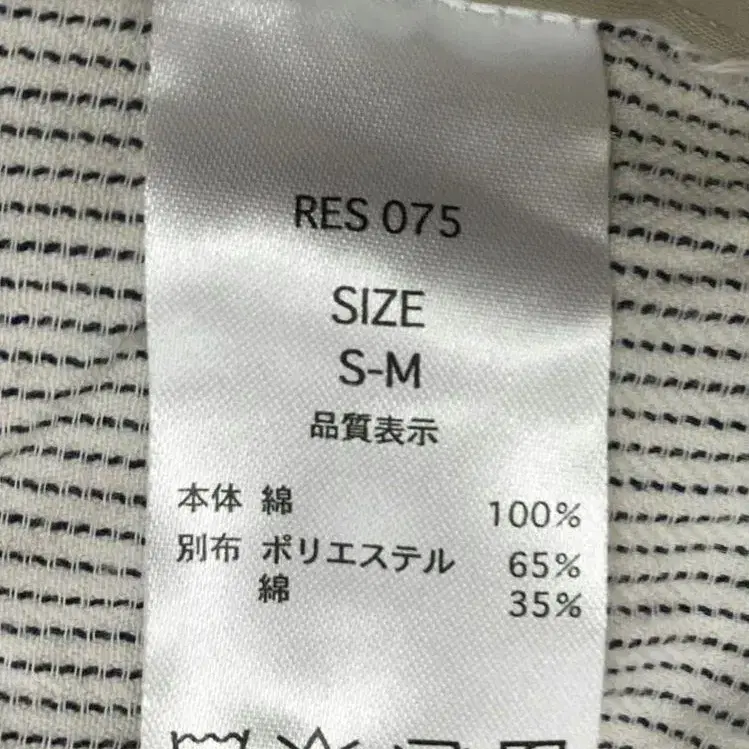 RES 075
SIZE
S-M
品質表示
本体 綿 100%
別布 ポリエステル 65%
綿 35%